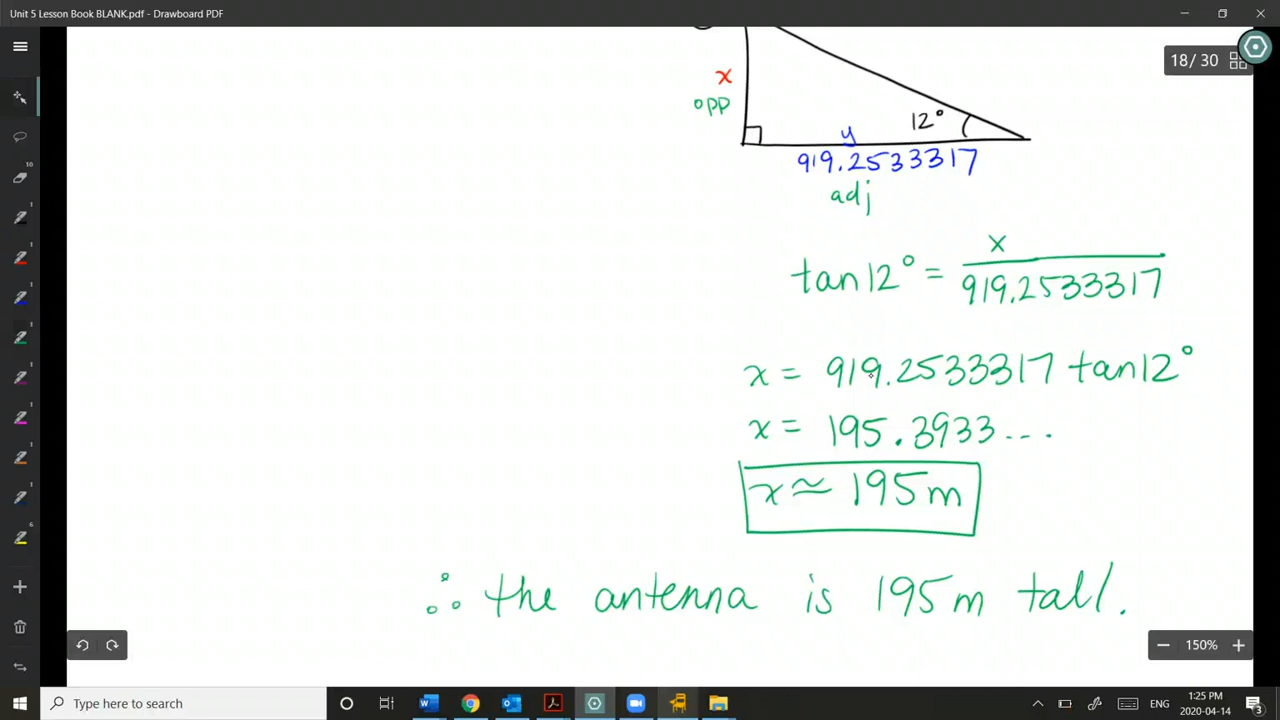 Unit 5 Lesson Book BLANK.pdf - Drawboard PDF
18 / 30
x
opp
12°
y
919.2533317
adj
tan12° = x / 919.2533317
x = 919.2533317 tan12°
x = 195.3933...
x ≈ 195m
∴ the antenna is 195m tall.
150%
Type here to search
ENG
1:25 PM
2020-04-14